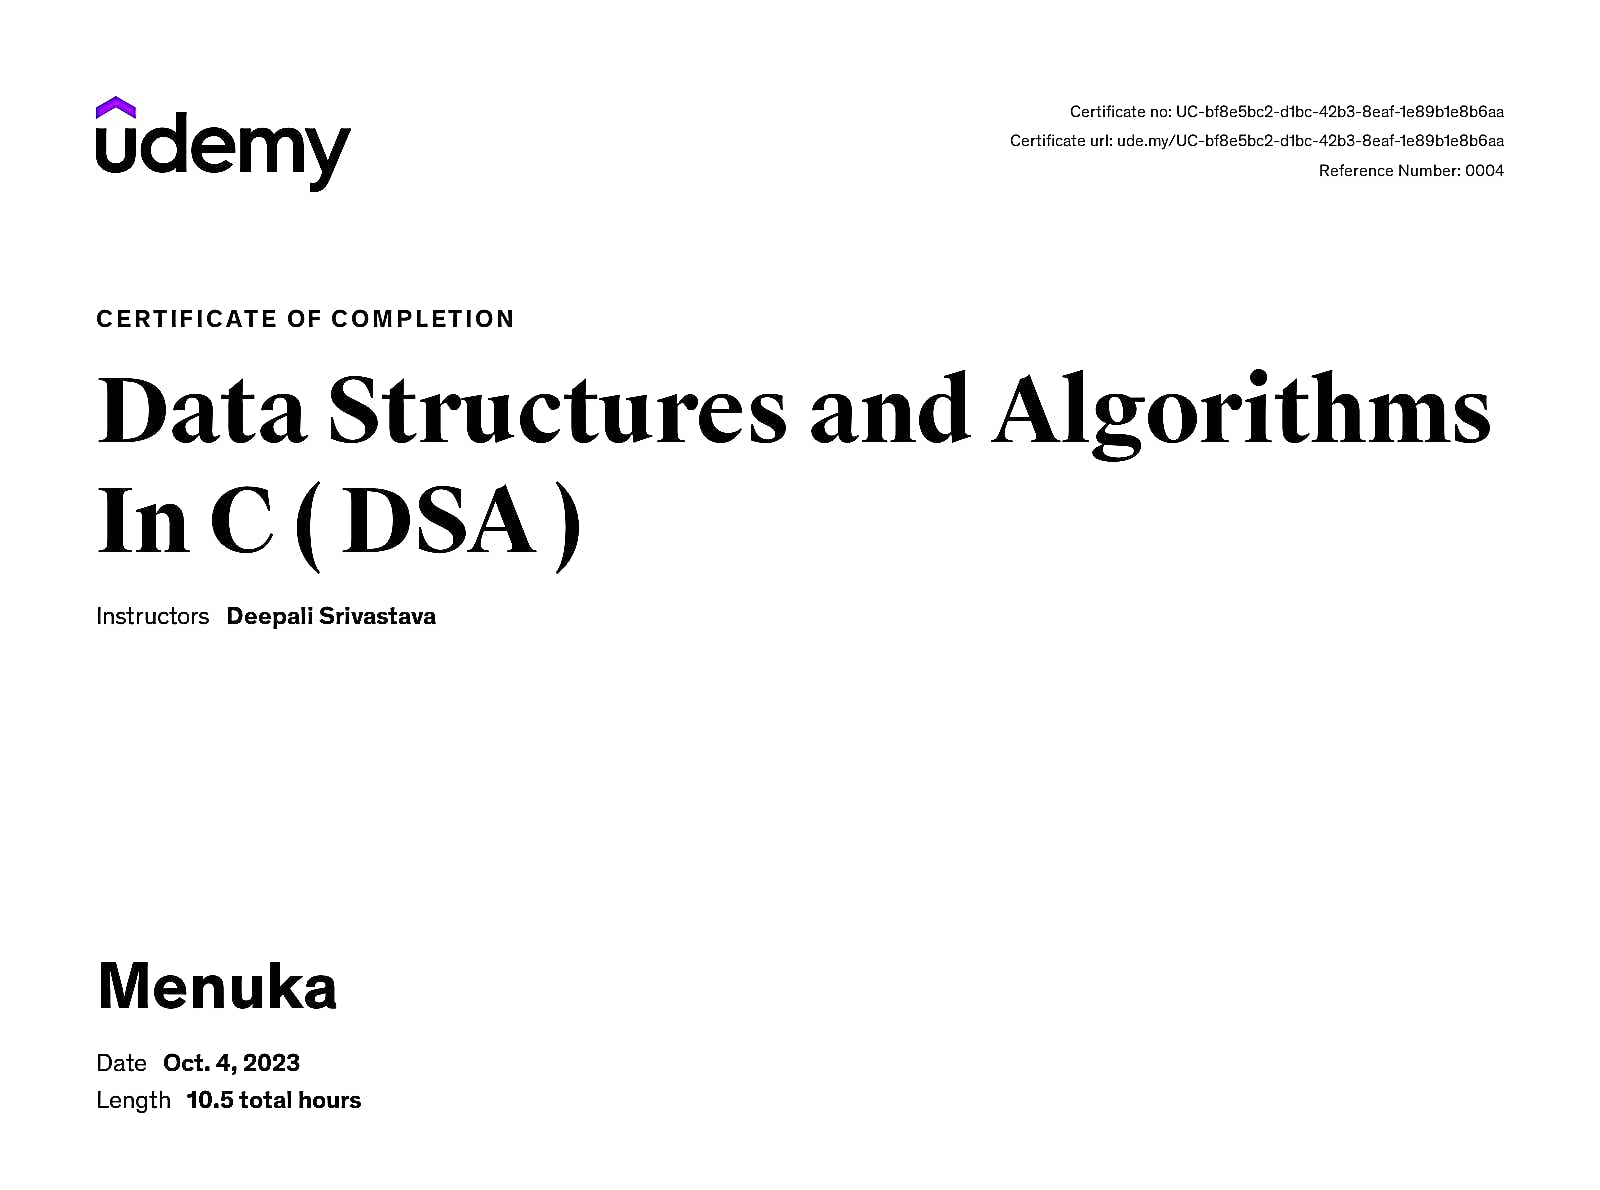 udemy
Certificate no: UC-bf8e5bc2-d1bc-42b3-8eaf-1e89b1e8b6aa
Certificate url: ude.my/UC-bf8e5bc2-d1bc-42b3-8eaf-1e89b1e8b6aa
Reference Number: 0004
CERTIFICATE OF COMPLETION
Data Structures and Algorithms
In C ( DSA )
Instructors Deepali Srivastava
Menuka
Date Oct. 4, 2023
Length 10.5 total hours